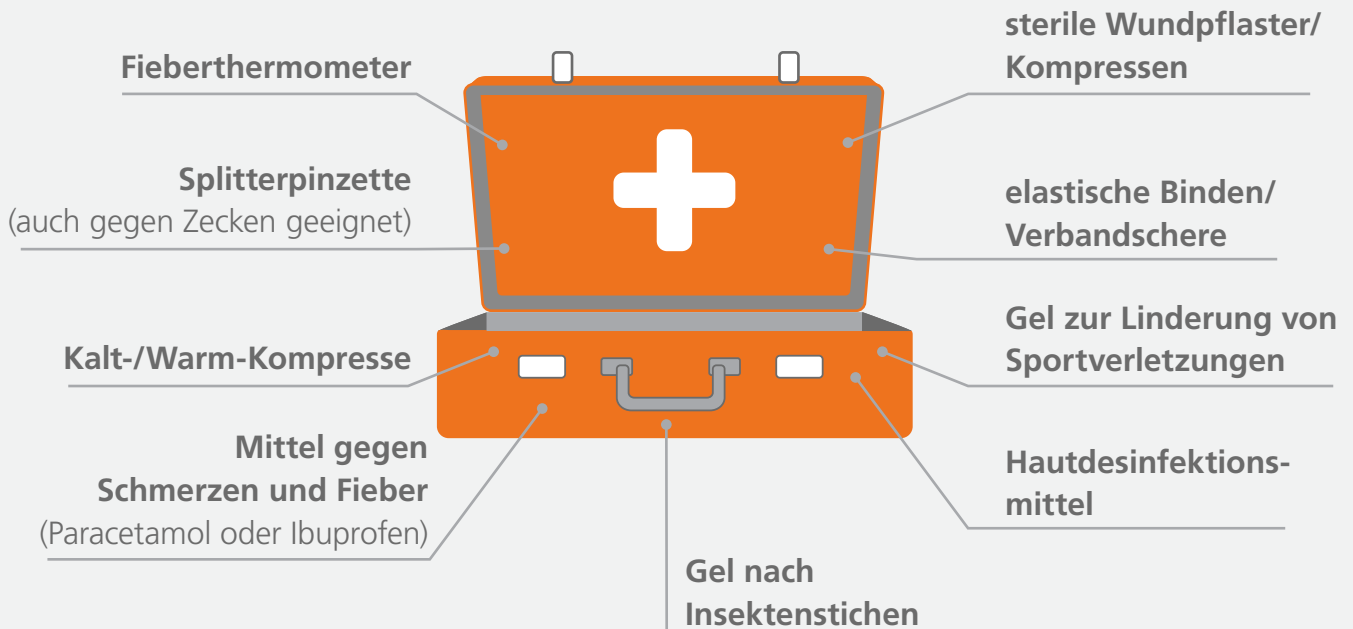 Fieberthermometer
Splitterpinzette
(auch gegen Zecken geeignet)
Kalt-/Warm-Kompresse
Mittel gegen
Schmerzen und Fieber
(Paracetamol oder Ibuprofen)
Gel nach
Insektenstichen
sterile Wundpflaster/
Kompressen
elastische Binden/
Verbandschere
Gel zur Linderung von
Sportverletzungen
Hautdesinfektions-
mittel